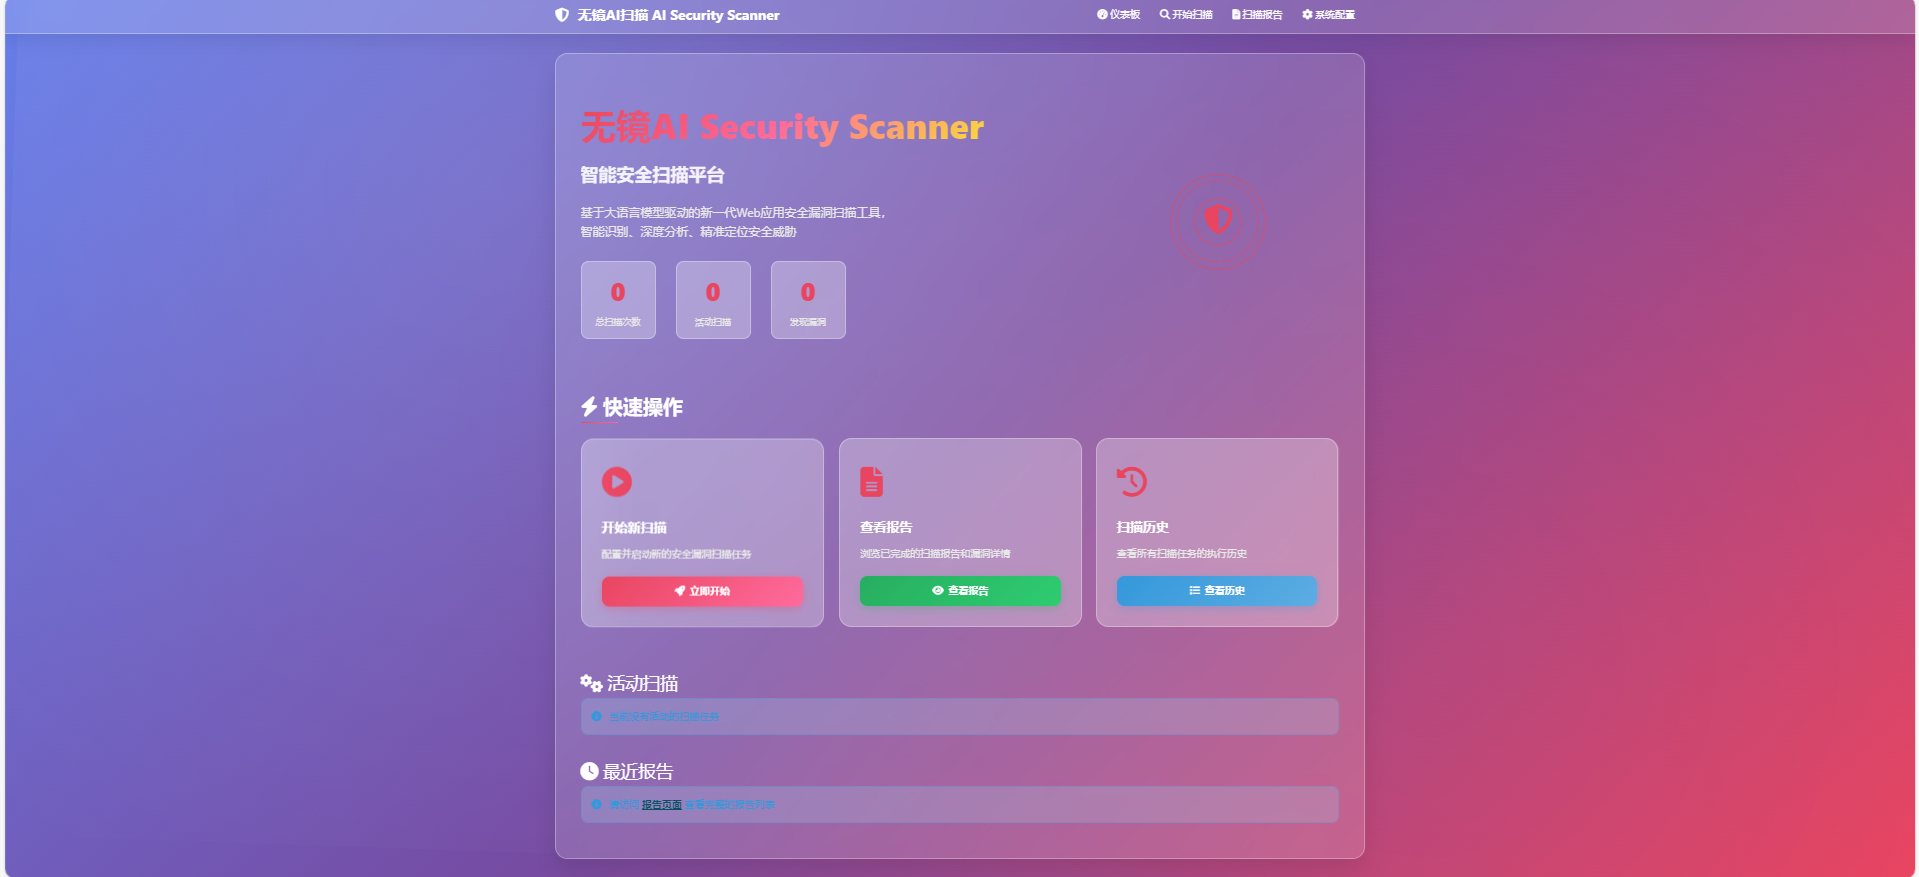 无镜AI扫描 AI Security Scanner
仪表板 开始扫描 扫描报告 系统配置
无镜AI Security Scanner
智能安全扫描平台
基于大语言模型驱动的新一代Web应用安全漏洞扫描工具，
智能识别、深度分析、精准定位安全威胁
0 0 0
总扫描次数 活动扫描 发现漏洞
快速操作
开始新扫描
配置并启动新的安全漏洞扫描任务
立即开始
查看报告
浏览已完成的扫描报告和漏洞详情
查看报告
扫描历史
查看所有扫描任务的执行历史
查看历史
活动扫描
当前没有活动的扫描任务
最近报告
请访问 报告页面 查看完整的报告列表